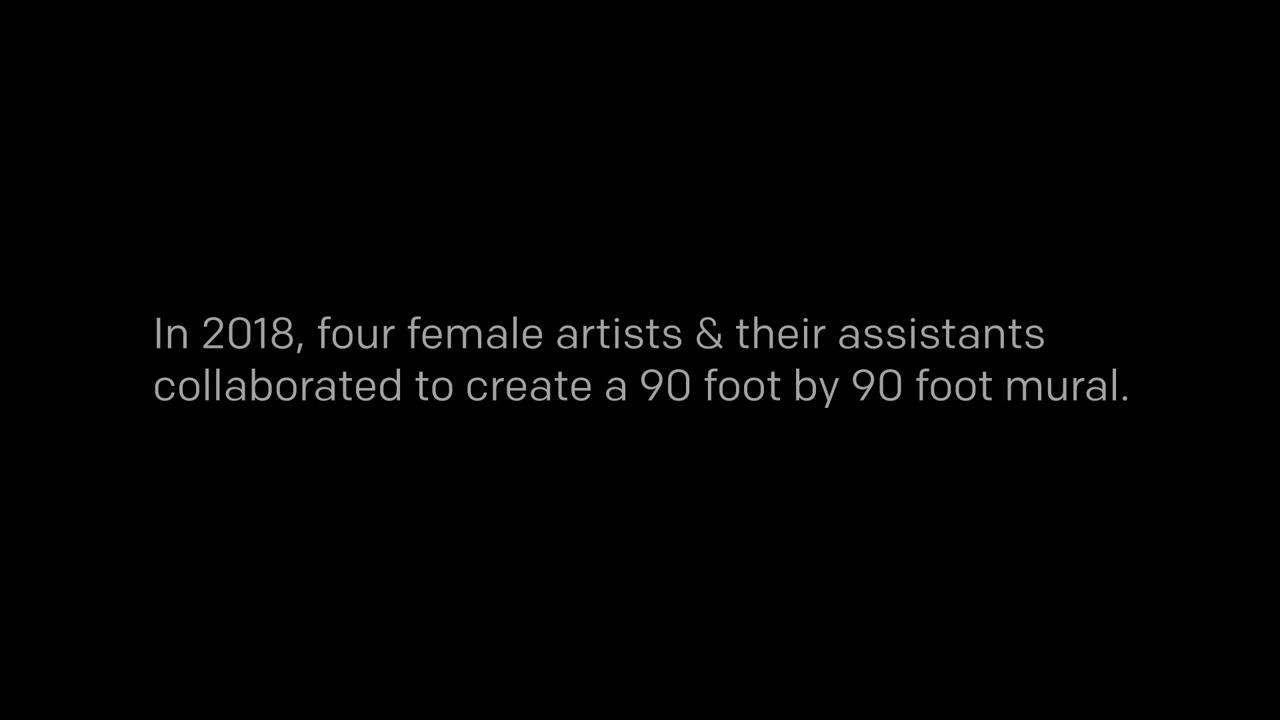 In 2018, four female artists & their assistants
collaborated to create a 90 foot by 90 foot mural.